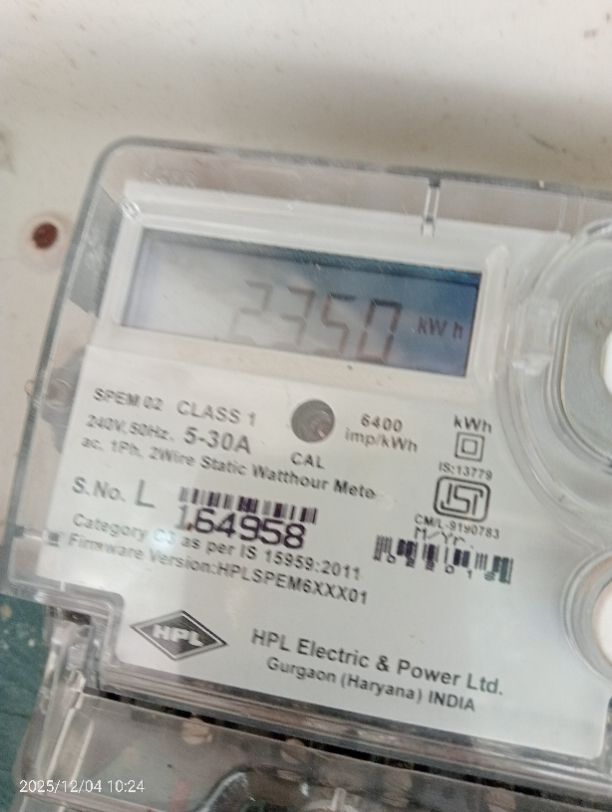 2350 kWh
SPEM 02 CLASS 1
240V, 50Hz. 5-30A
ac, 1Ph, 2Wire Static Watthour Mete
CAL
6400
imp/kWh
kWh
IS:13779
ISI
CM/L-9190783
M/Yr.
S.No. L 164958
Category as per IS 15959:2011
Firmware Version:HPLSPEM6XXX01
HPL
HPL Electric & Power Ltd.
Gurgaon (Haryana) INDIA
2025/12/04 10:24